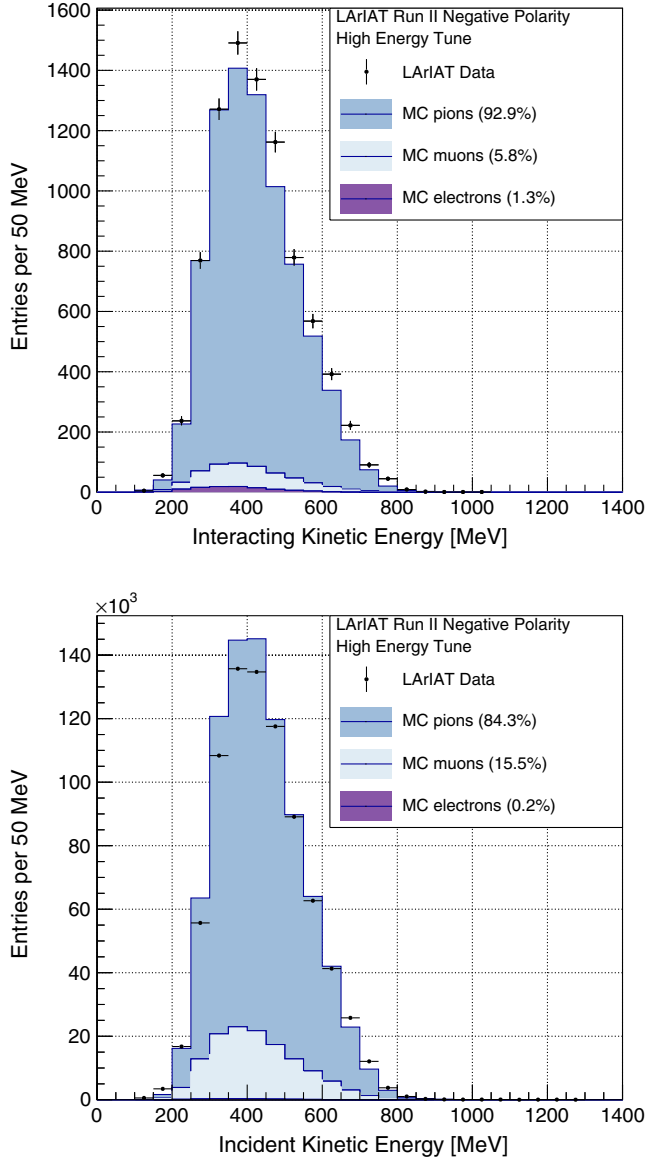 1600
1400
1200
1000
800
600
400
200
0
Entries per 50 MeV
LArIAT Run II Negative Polarity
High Energy Tune
LArIAT Data
MC pions (92.9%)
MC muons (5.8%)
MC electrons (1.3%)
0 200 400 600 800 1000 1200 1400
Interacting Kinetic Energy [MeV]
×10³
140
120
100
80
60
40
20
0
Entries per 50 MeV
LArIAT Run II Negative Polarity
High Energy Tune
LArIAT Data
MC pions (84.3%)
MC muons (15.5%)
MC electrons (0.2%)
0 200 400 600 800 1000 1200 1400
Incident Kinetic Energy [MeV]